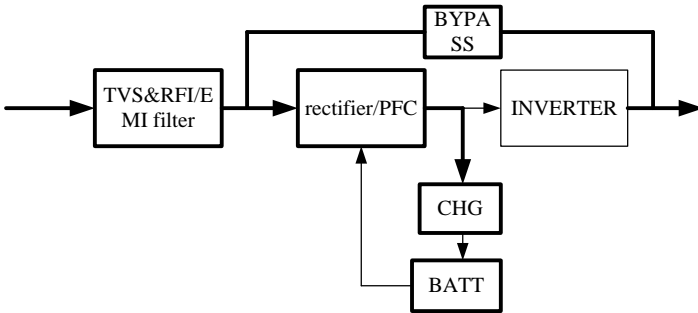 BYPA
SS
TVS&RFI/E
MI filter
rectifier/PFC
INVERTER
CHG
BATT